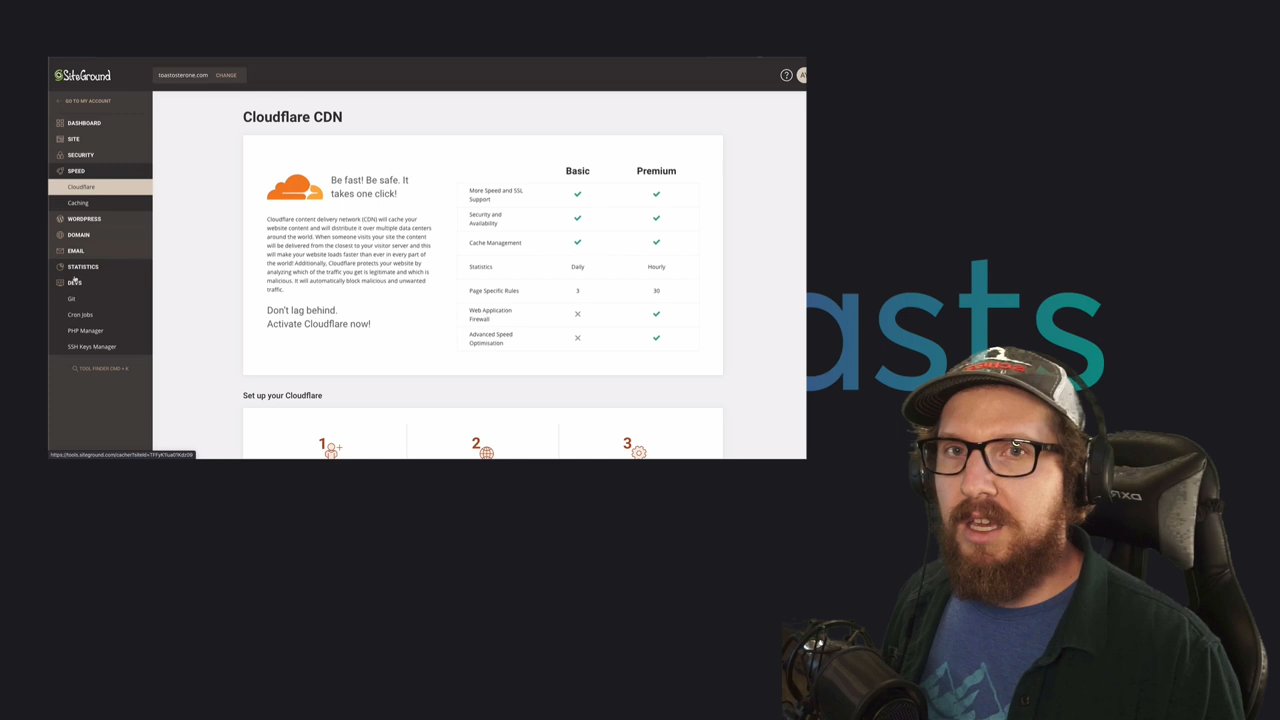 SiteGround
toastosterone.com CHANGE
?
GO TO MY ACCOUNT
DASHBOARD
SITE
SECURITY
SPEED
Cloudflare
Caching
WORDPRESS
DOMAIN
EMAIL
STATISTICS
DEVS
Git
Cron Jobs
PHP Manager
SSH Keys Manager
TOOL FINDER CMD + K
Cloudflare CDN
Be fast! Be safe. It
takes one click!
Cloudflare content delivery network (CDN) will cache your
website content and will distribute it over multiple data centers
around the world. When someone visits your site the content
will be delivered from the closest to your visitor server and this
will make your website loads faster than ever in every part of
the world! Additionally, Cloudflare protects your website by
analyzing which of the traffic you get is legitimate and which is
malicious. It will automatically block malicious and unwanted
traffic.
Don't lag behind.
Activate Cloudflare now!
Basic Premium
More Speed and SSL
Support
Security and
Availability
Cache Management
Statistics Daily Hourly
Page Specific Rules 3 30
Web Application
Firewall
Advanced Speed
Optimisation
Set up your Cloudflare
1 2 3
asts
DXR